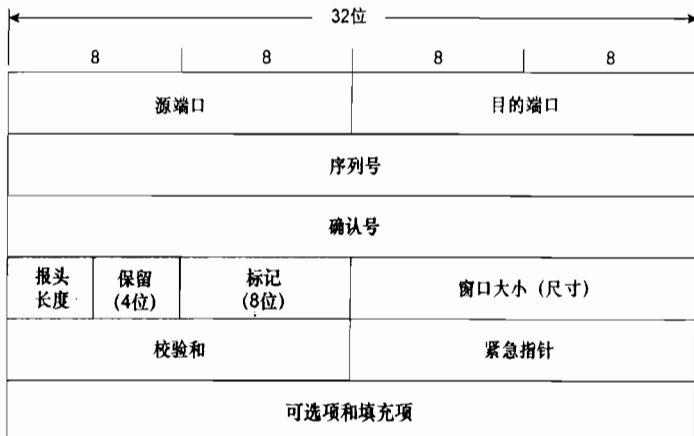 32位
8 8 8 8
源端口 目的端口
序列号
确认号
报头 保留 标记 窗口大小（尺寸）
长度 (4位) (8位)
校验和 紧急指针
可选项和填充项